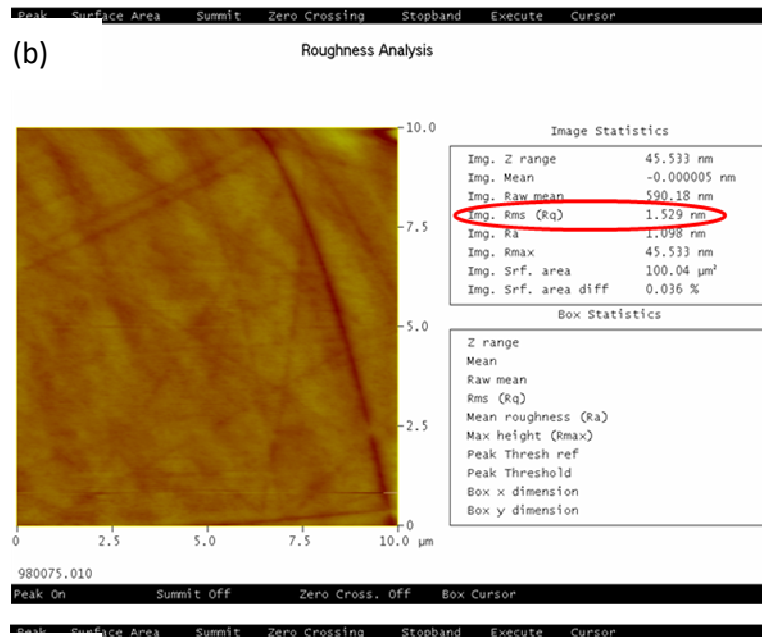 Peak Surface Area Summit Zero Crossing Stopband Execute Cursor
(b)
Roughness Analysis
Image Statistics
Img. Z range 45.533 nm
Img. Mean -0.000005 nm
Img. Raw mean 590.18 nm
Img. Rms (Rq) 1.529 nm
Img. Ra 1.098 nm
Img. Rmax 45.533 nm
Img. Srf. area 100.04 µm²
Img. Srf. area diff 0.036 %
Box Statistics
Z range
Mean
Raw mean
Rms (Rq)
Mean roughness (Ra)
Max height (Rmax)
Peak Thresh ref
Peak Threshold
Box x dimension
Box y dimension
10.0
7.5
5.0
2.5
0
0 2.5 5.0 7.5 10.0 µm
980075.010
Peak On Summit Off Zero Cross. Off Box Cursor
Peak Surface Area Summit Zero Crossing Stopband Execute Cursor